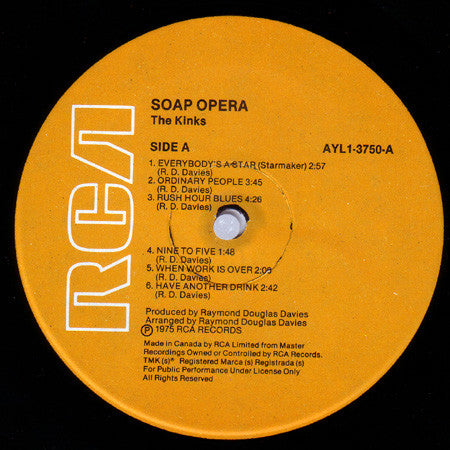 RCA
SOAP OPERA
The Kinks
SIDE A AYL1-3750-A
1. EVERYBODY'S A STAR (Starmaker) 2:57
(R. D. Davies)
2. ORDINARY PEOPLE 3:45
(R. D. Davies)
3. RUSH HOUR BLUES 4:26
(R. D. Davies)
4. NINE TO FIVE 1:48
(R. D. Davies)
5. WHEN WORK IS OVER 2:05
(R. D. Davies)
6. HAVE ANOTHER DRINK 2:42
(R. D. Davies)
Produced by Raymond Douglas Davies
Arranged by Raymond Douglas Davies
Ⓟ 1975 RCA RECORDS
Made in Canada by RCA Limited from Master
Recordings Owned or Controlled by RCA Records.
TMK (s)® Registered Marca (s) Registrada (s)
For Public Performance under License Only
All Rights Reserved